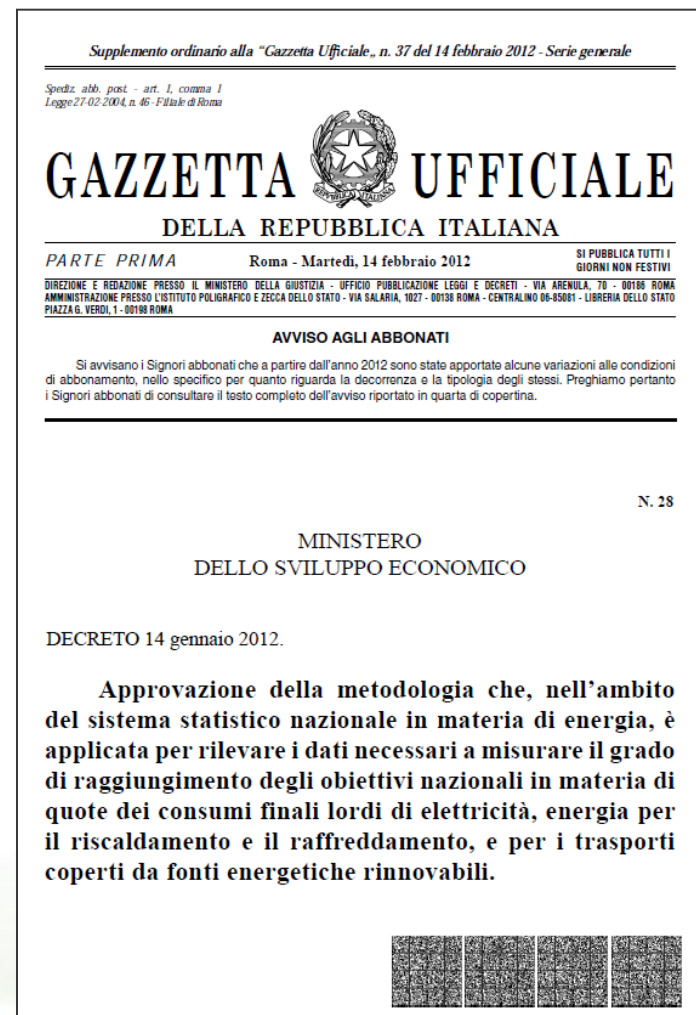 Supplemento ordinario alla “Gazzetta Ufficiale„ n. 37 del 14 febbraio 2012 - Serie generale
Spediz. abb. post. - art. 1, comma 1
Legge 27-02-2004, n. 46 - Filiale di Roma
GAZZETTA UFFICIALE
REPVBBLICA ITALIANA
DELLA REPUBBLICA ITALIANA
PARTE PRIMA
Roma - Martedì, 14 febbraio 2012
SI PUBBLICA TUTTI I
GIORNI NON FESTIVI
DIREZIONE E REDAZIONE PRESSO IL MINISTERO DELLA GIUSTIZIA - UFFICIO PUBBLICAZIONE LEGGI E DECRETI - VIA ARENULA, 70 - 00186 ROMA
AMMINISTRAZIONE PRESSO L'ISTITUTO POLIGRAFICO E ZECCA DELLO STATO - VIA SALARIA, 1027 - 00138 ROMA - CENTRALINO 06-85081 - LIBRERIA DELLO STATO
PIAZZA G. VERDI, 1 - 00198 ROMA
AVVISO AGLI ABBONATI
Si avvisano i Signori abbonati che a partire dall'anno 2012 sono state apportate alcune variazioni alle condizioni
di abbonamento, nello specifico per quanto riguarda la decorrenza e la tipologia degli stessi. Preghiamo pertanto
i Signori abbonati di consultare il testo completo dell'avviso riportato in quarta di copertina.
N. 28
MINISTERO
DELLO SVILUPPO ECONOMICO
DECRETO 14 gennaio 2012.
Approvazione della metodologia che, nell'ambito
del sistema statistico nazionale in materia di energia, è
applicata per rilevare i dati necessari a misurare il grado
di raggiungimento degli obiettivi nazionali in materia di
quote dei consumi finali lordi di elettricità, energia per
il riscaldamento e il raffreddamento, e per i trasporti
coperti da fonti energetiche rinnovabili.